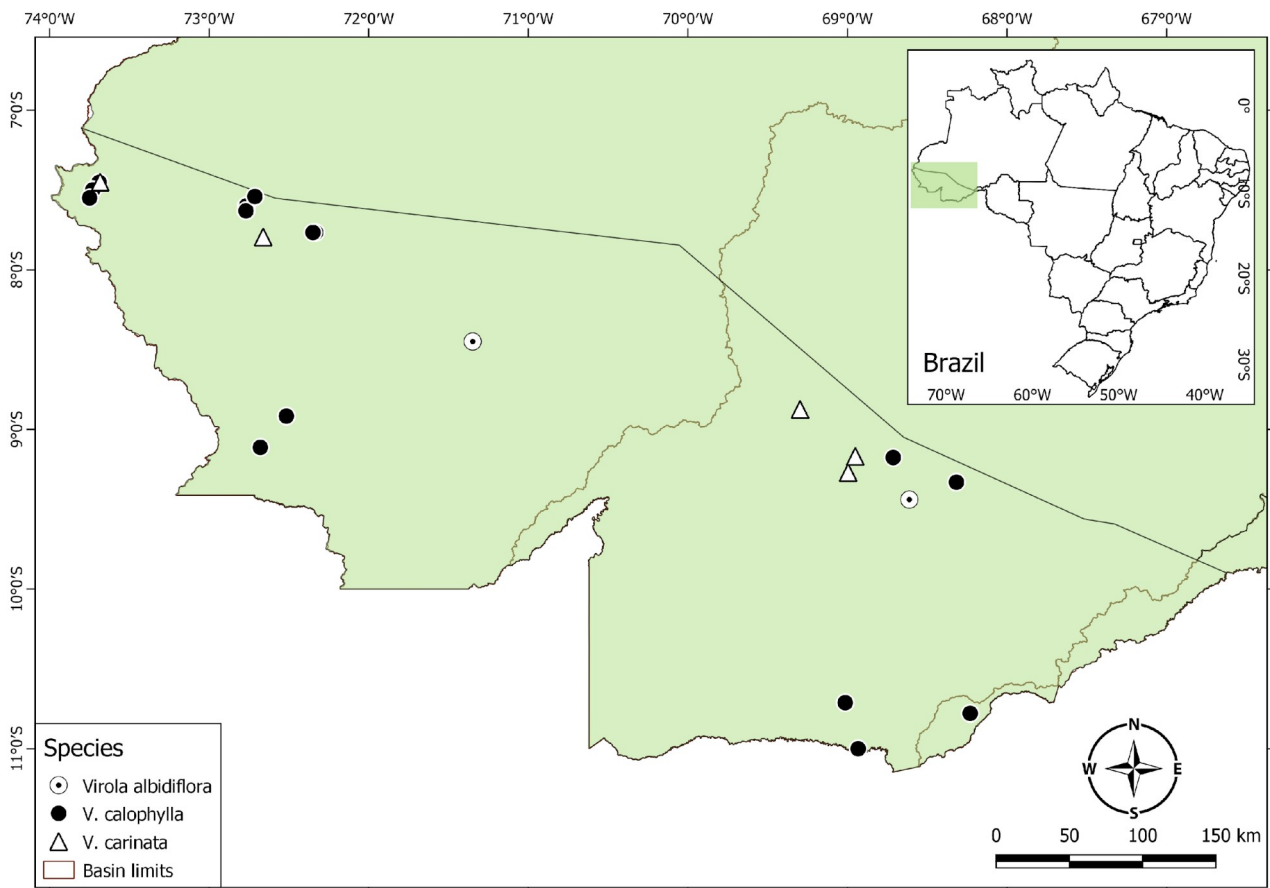 74°0'W 73°0'W 72°0'W 71°0'W 70°0'W 69°0'W 68°0'W 67°0'W
7°0'S
8°0'S
9°0'S
10°0'S
11°0'S
0°
10°S
20°S
30°S
Brazil
70°W 60°W 50°W 40°W
Species
Virola albidiflora
V. calophylla
V. carinata
Basin limits
N
W E
S
0 50 100 150 km